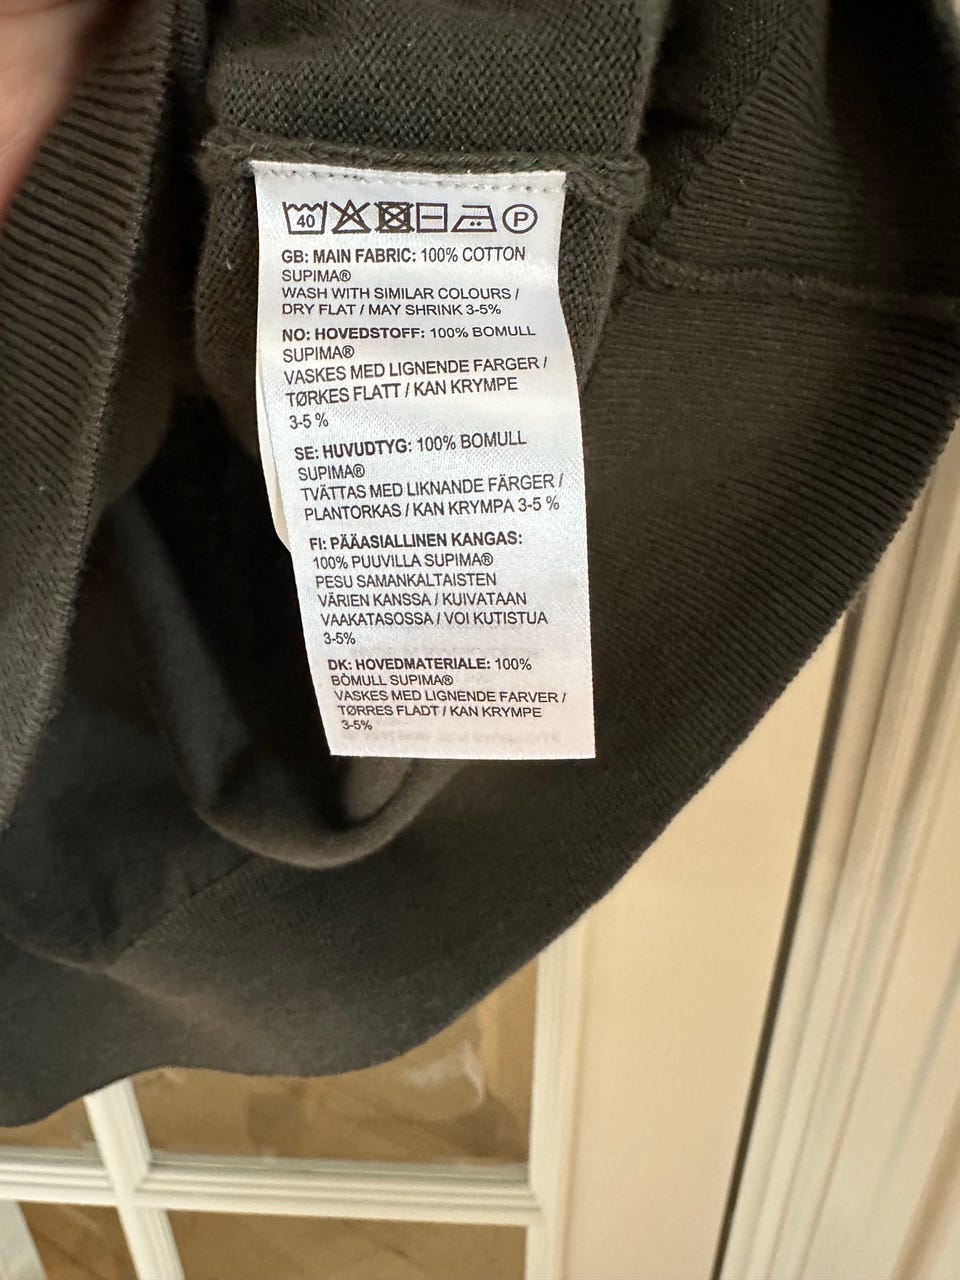 40 P
GB: MAIN FABRIC: 100% COTTON
SUPIMA®
WASH WITH SIMILAR COLOURS /
DRY FLAT / MAY SHRINK 3-5%
NO: HOVEDSTOFF: 100% BOMULL
SUPIMA®
VASKES MED LIGNENDE FARGER /
TØRKES FLATT / KAN KRYMPE
3-5 %
SE: HUVUDTYG: 100% BOMULL
SUPIMA®
TVÄTTAS MED LIKNANDE FÄRGER /
PLANTORKAS / KAN KRYMPA 3-5 %
FI: PÄÄASIALLINEN KANGAS:
100% PUUVILLA SUPIMA®
PESU SAMANKALTAISTEN
VÄRIEN KANSSA / KUIVATAAN
VAAKATASOSSA / VOI KUTISTUA
3-5%
DK: HOVEDMATERIALE: 100%
BOMULL SUPIMA®
VASKES MED LIGNENDE FARVER /
TØRRES FLADT / KAN KRYMPE
3-5%